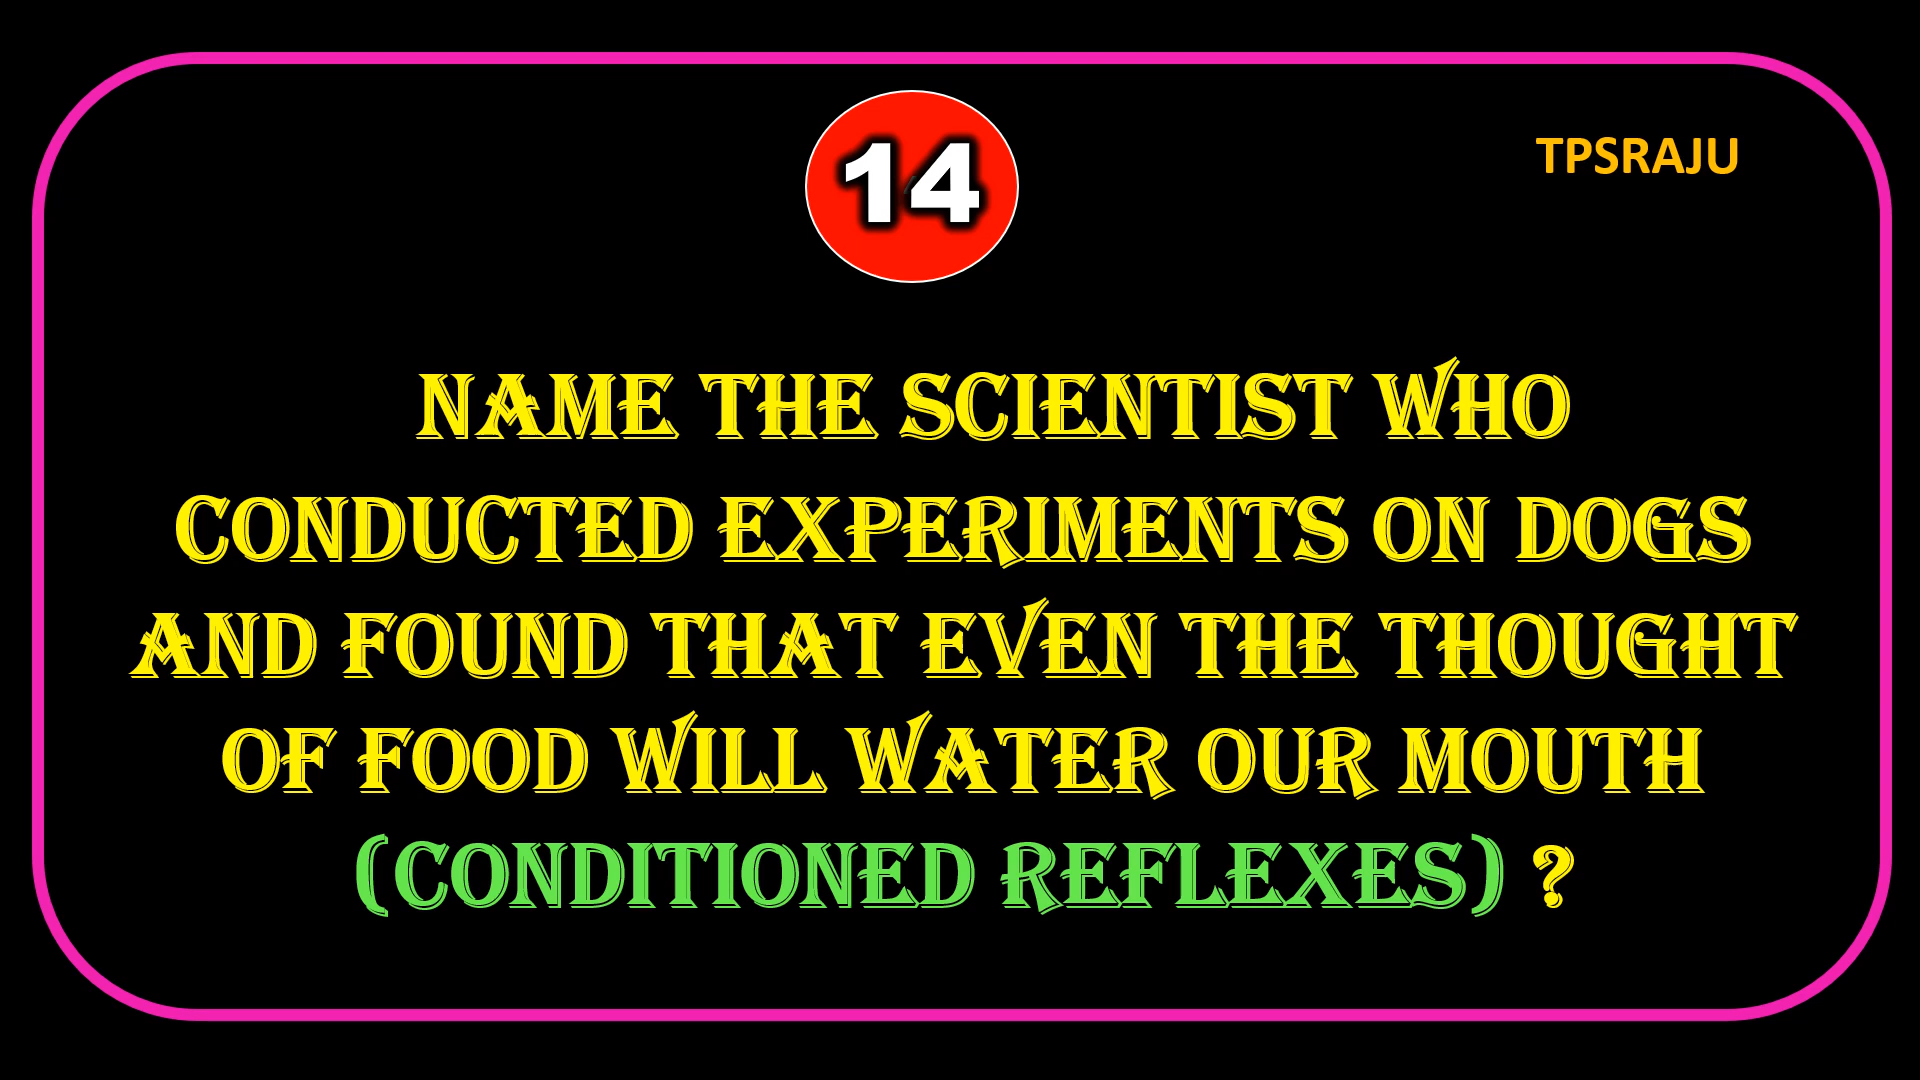 14
TPSRAJU
NAME THE SCIENTIST WHO
CONDUCTED EXPERIMENTS ON DOGS
AND FOUND THAT EVEN THE THOUGHT
OF FOOD WILL WATER OUR MOUTH
(CONDITIONED REFLEXES) ?